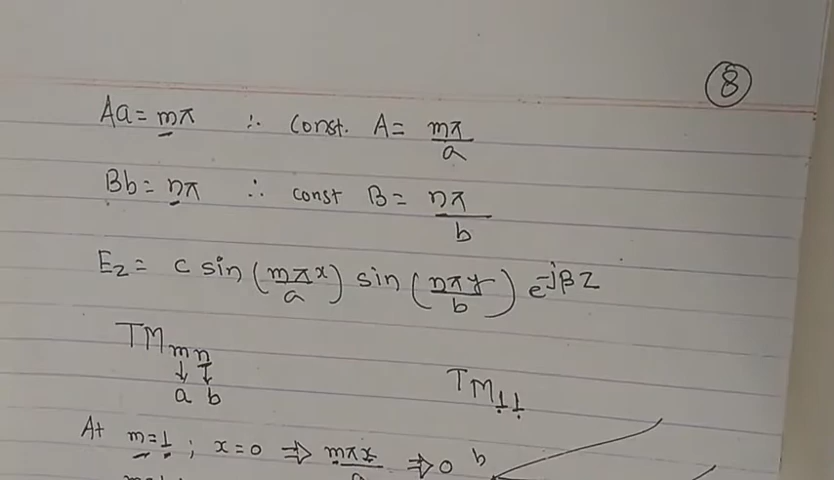 8
Aa = mπ ∴ const. A = mπ/a
Bb = nπ ∴ const B = nπ/b
Ez = c sin (mπx/a) sin (nπy/b) e^-jβz
TMmn
↓ ↓
a b
TM11
At m=1 ; x=0 ⇒ mπx/a ⇒ 0
b